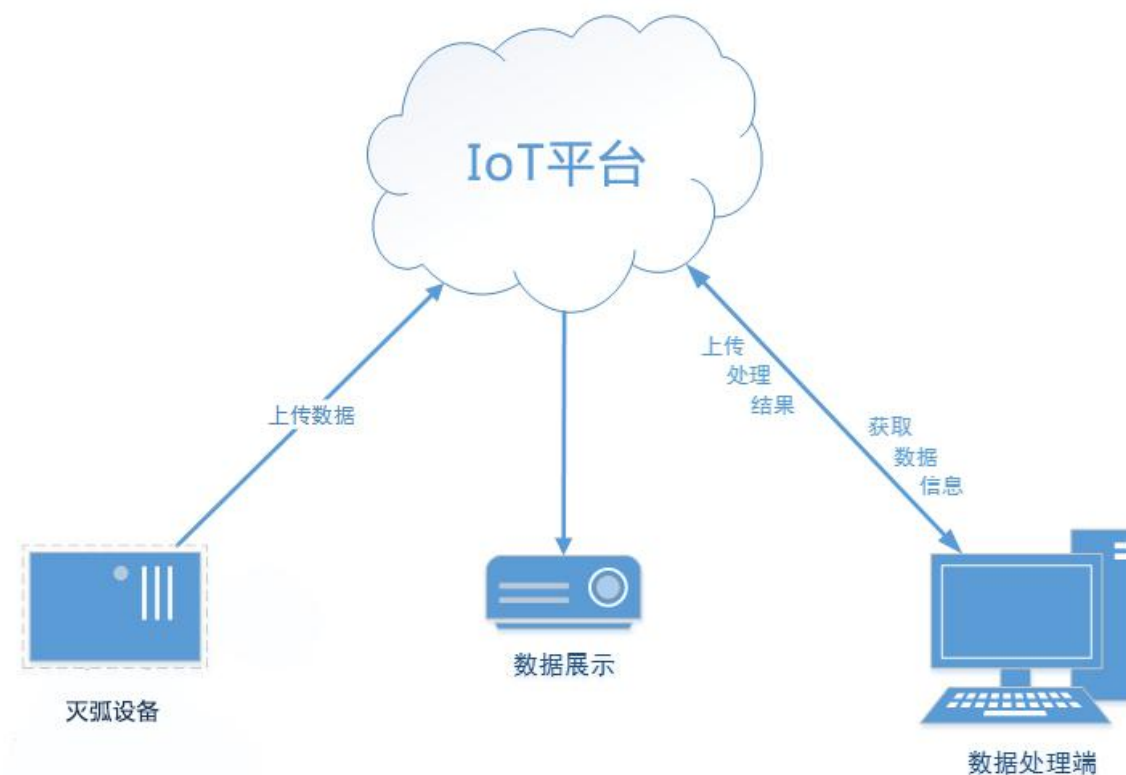 IoT平台
上传数据
上传
处理
结果
获取
数据
信息
灭弧设备
数据展示
数据处理端